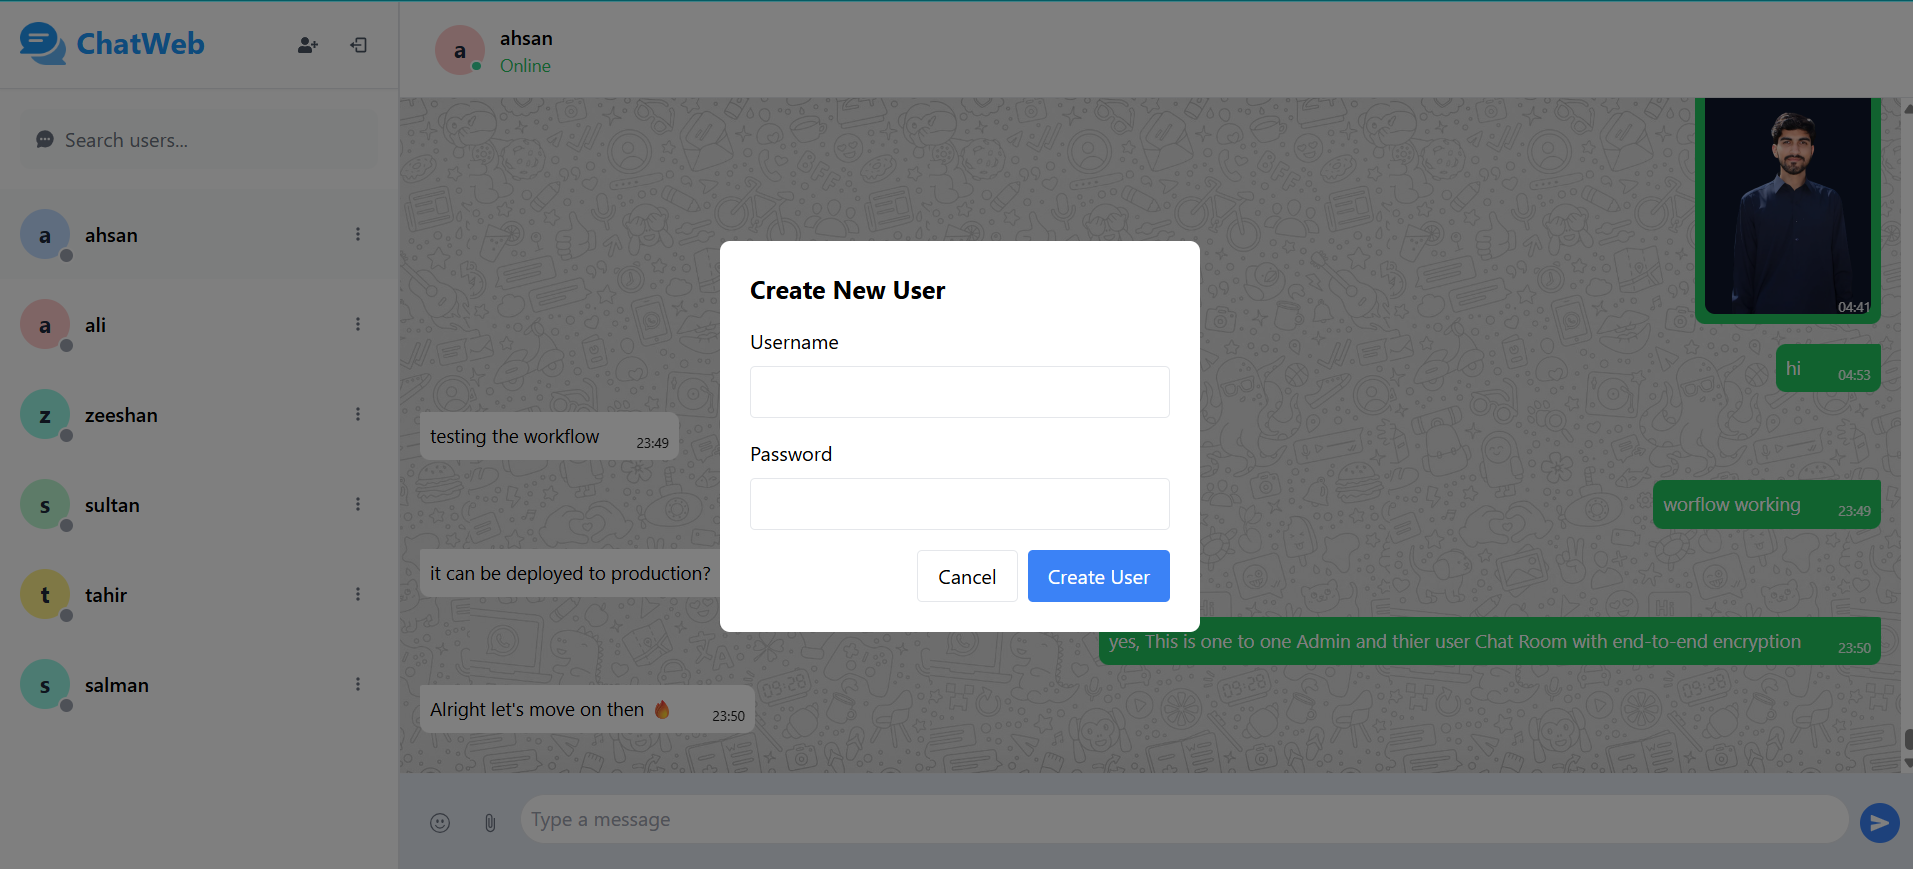 ChatWeb
Search users...
a ahsan
a ali
z zeeshan
s sultan
t tahir
s salman
a ahsan
Online
04:41
hi 04:53
testing the workflow 23:49
worflow working 23:49
it can be deployed to production?
yes, This is one to one Admin and thier user Chat Room with end-to-end encryption 23:50
Alright let's move on then 🔥 23:50
Type a message
Create New User
Username
Password
Cancel Create User